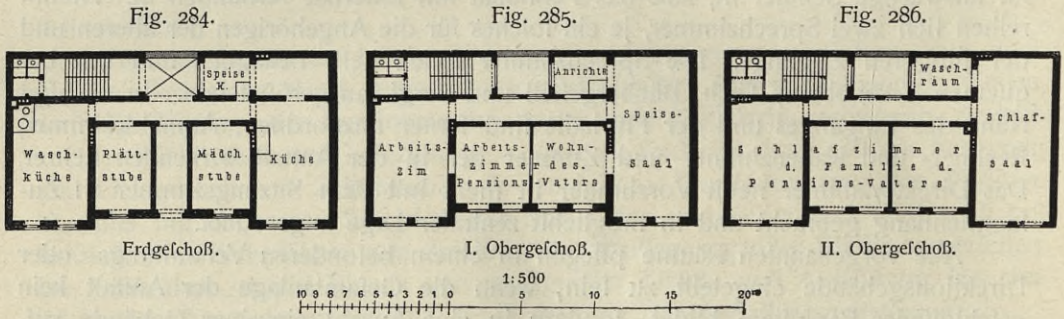 Fig. 284.
Fig. 285.
Fig. 286.
Speise
K.
Wasch
küche
Plätt-
stube
Näh-
stube
Küche
Erdgeſchoß.
Anrichte
Speise-
Saal
Arbeits-
zim.
Arbeits-
zimmer
Wohn-
d. Pensions-
Vaters
I. Obergeſchoß.
Wasch-
raum
Schlaf-
saal
Schlafzimmer
d. Familie d.
Pensions-Vaters
II. Obergeſchoß.
1:500
10 9 8 7 6 5 4 3 2 1 0 5 10 15 20 m